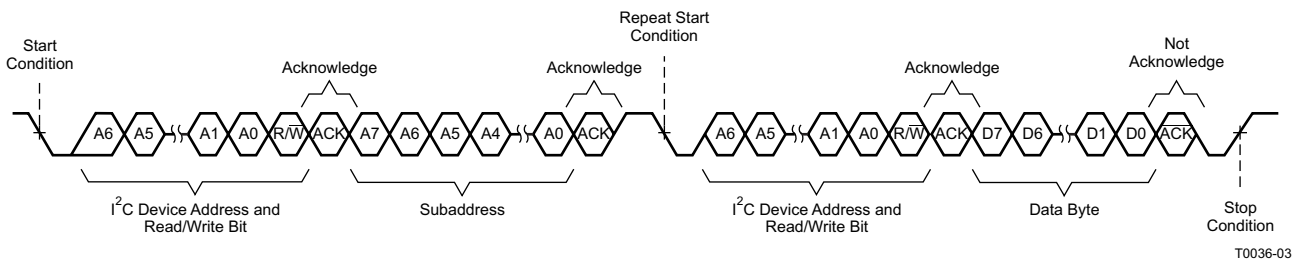 Repeat Start
Condition
Start
Condition
Not
Acknowledge
Acknowledge
Acknowledge
Acknowledge
A6 A5 A1 A0 R/W̅ ACK A7 A6 A5 A4 A0 ACK A6 A5 A1 A0 R/W̅ ACK D7 D6 D1 D0 A̅C̅K̅
I²C Device Address and
Read/Write Bit
Subaddress
I²C Device Address and
Read/Write Bit
Data Byte
Stop
Condition
T0036-03